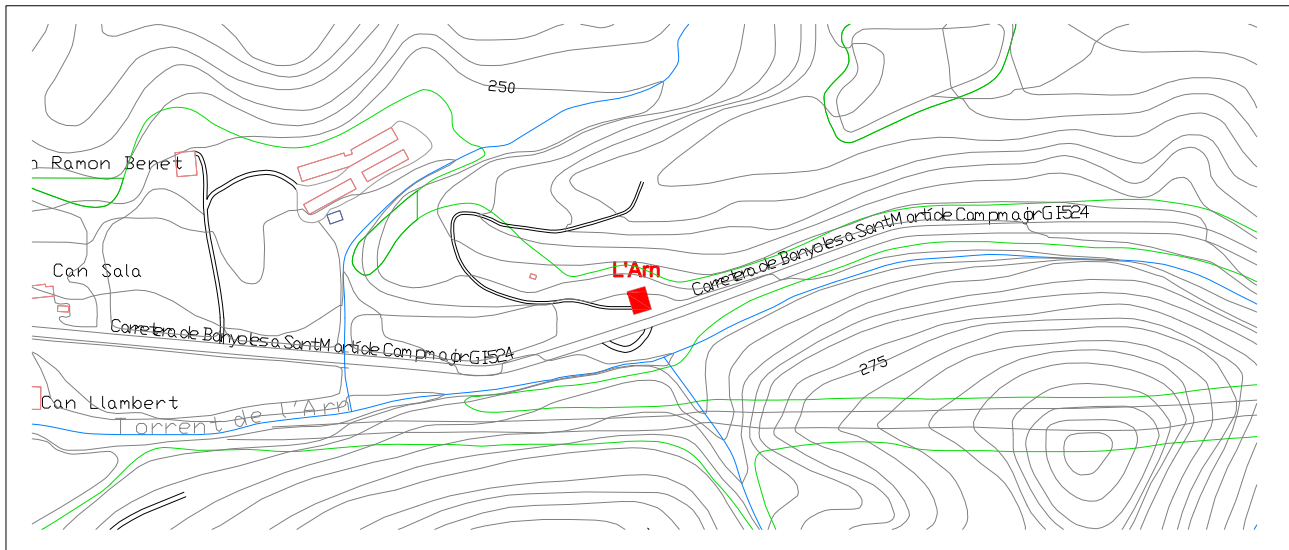 250
n Ramon Benet
Carretera de Banyoles a Sant Martí de Campmajor GI524
Can Sala
L'Arn
Carretera de Banyoles a Sant Martí de Campmajor GI524
275
Can Llambert
Torrent de l'Arn